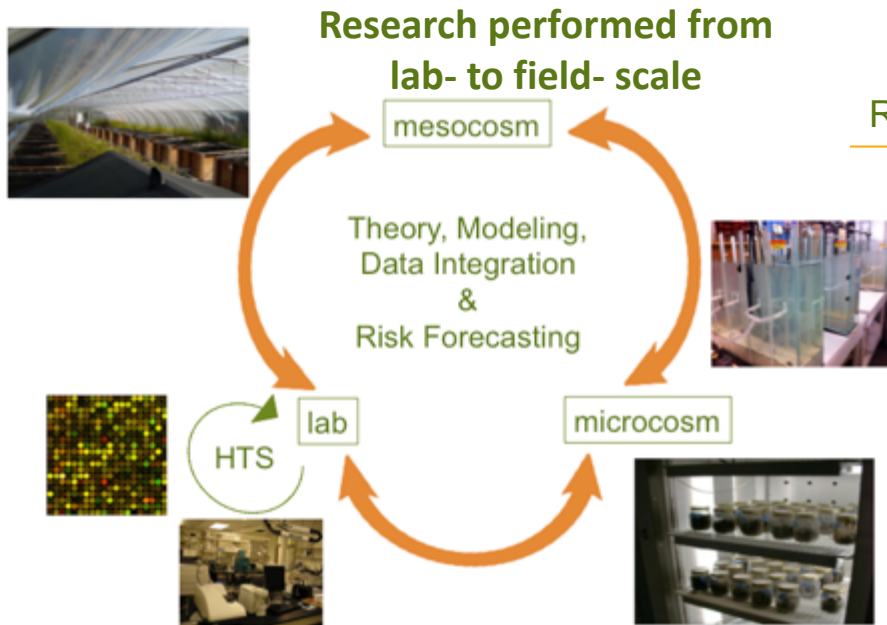 Research performed from
lab- to field- scale
R
mesocosm
Theory, Modeling,
Data Integration
&
Risk Forecasting
lab
microcosm
HTS